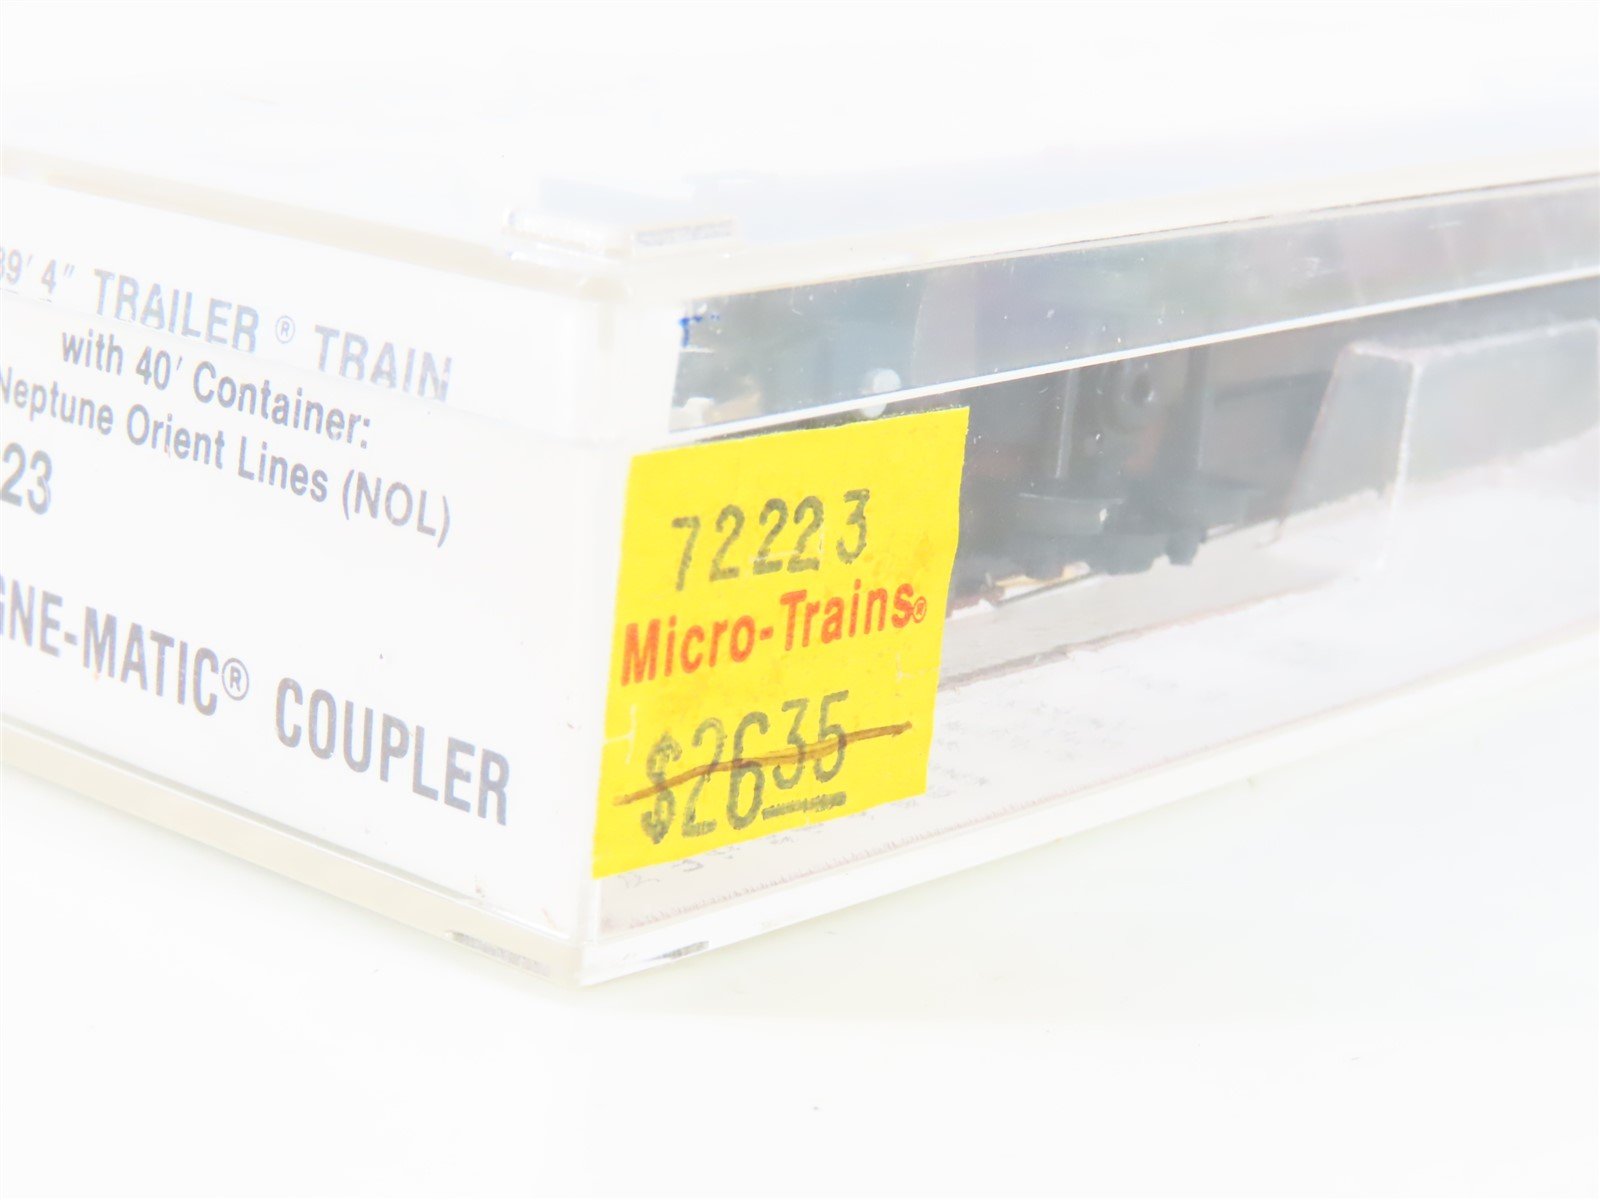 89' 4" TRAILER® TRAIN
with 40' Container:
Neptune Orient Lines (NOL)
23
GNE-MATIC® COUPLER
72223
Micro-Trains®
$26.35